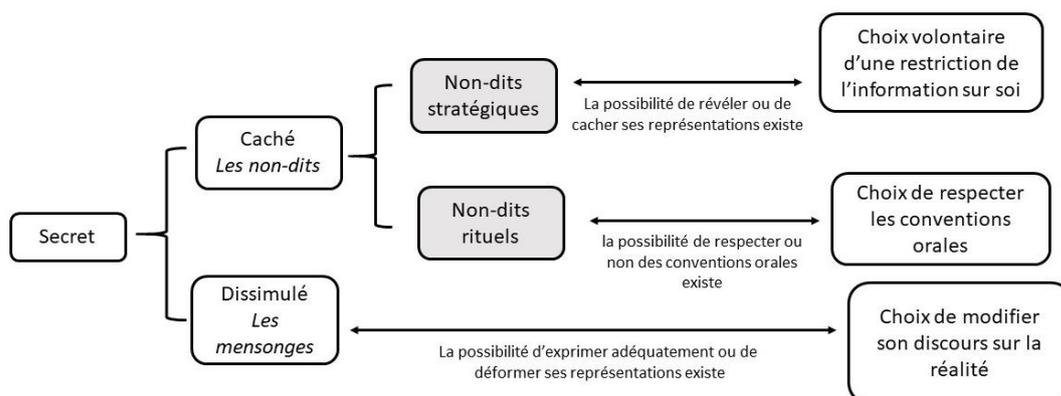 Secret
Caché
Les non-dits
Dissimulé
Les
mensonges
Non-dits
stratégiques
La possibilité de révéler ou de
cacher ses représentations existe
Choix volontaire
d’une restriction de
l’information sur soi
Non-dits
rituels
la possibilité de respecter ou
non des conventions orales
existe
Choix de respecter
les conventions
orales
La possibilité d’exprimer adéquatement ou de
déformer ses représentations existe
Choix de modifier
son discours sur la
réalité